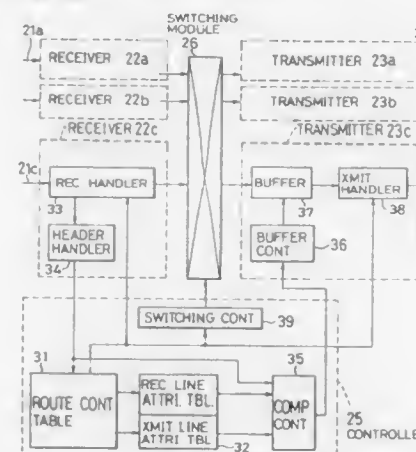 SWITCHING
MODULE
26
21a
RECEIVER 22a
TRANSMITTER 23a
RECEIVER 22b
TRANSMITTER 23b
RECEIVER 22c
TRANSMITTER 23c
21c
REC HANDLER
BUFFER
XMIT
HANDLER
33
37
38
HEADER
HANDLER
34
BUFFER
CONT
36
SWITCHING CONT
39
31
35
ROUTE CONT
TABLE
REC LINE
ATTRI. TBL
COMP
CONT
25
CONTROLE
XMIT LINE
ATTRI TBL
32